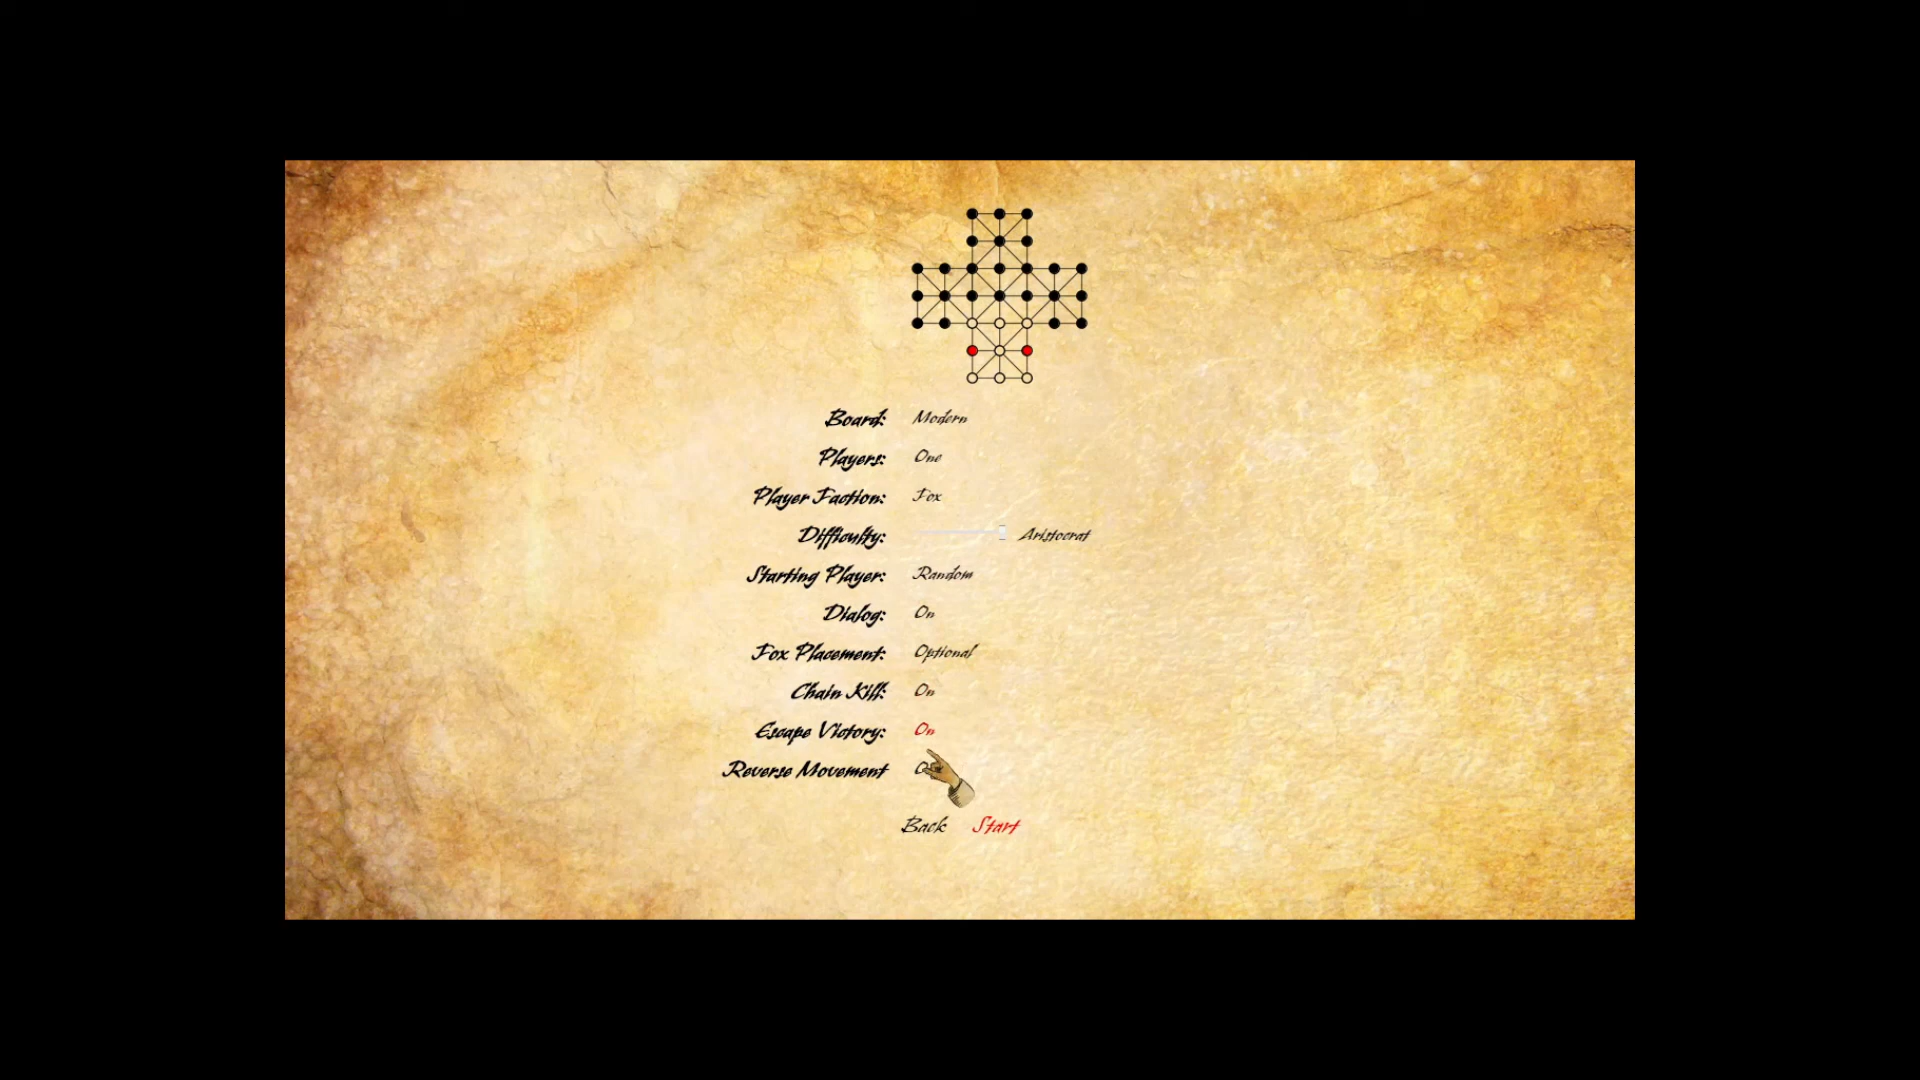 Board: Modern
Players: One
Player Faction: Fox
Difficulty: Aristocrat
Starting Player: Random
Dialog: On
Fox Placement: Optional
Chain Kill: On
Escape Victory: On
Reverse Movement
Back Start